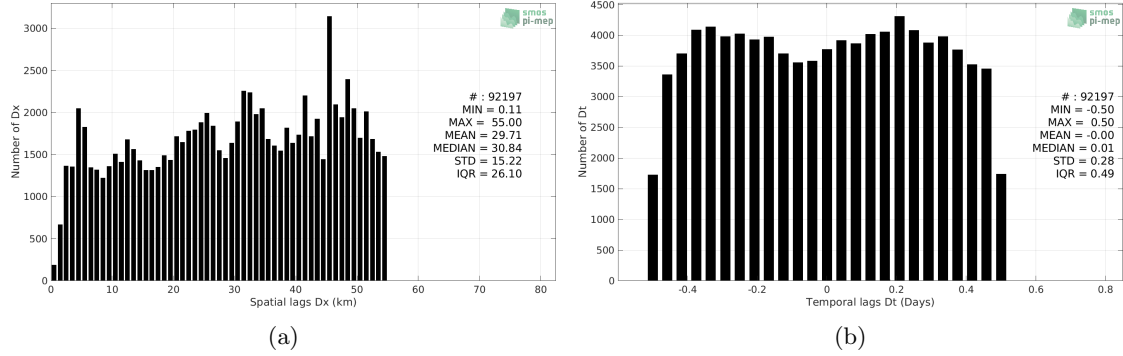 3000
2500
2000
1500
1000
500
0
Number of Dx
0 10 20 30 40 50 60 70 80
Spatial lags Dx (km)
smos
pi-mep
# : 92197
MIN = 0.11
MAX = 55.00
MEAN = 29.71
MEDIAN = 30.84
STD = 15.22
IQR = 26.10
(a)
4500
4000
3500
3000
2500
2000
1500
1000
500
0
Number of Dt
-0.4 -0.2 0 0.2 0.4 0.6 0.8
Temporal lags Dt (Days)
smos
pi-mep
# : 92197
MIN = -0.50
MAX = 0.50
MEAN = -0.00
MEDIAN = 0.01
STD = 0.28
IQR = 0.49
(b)